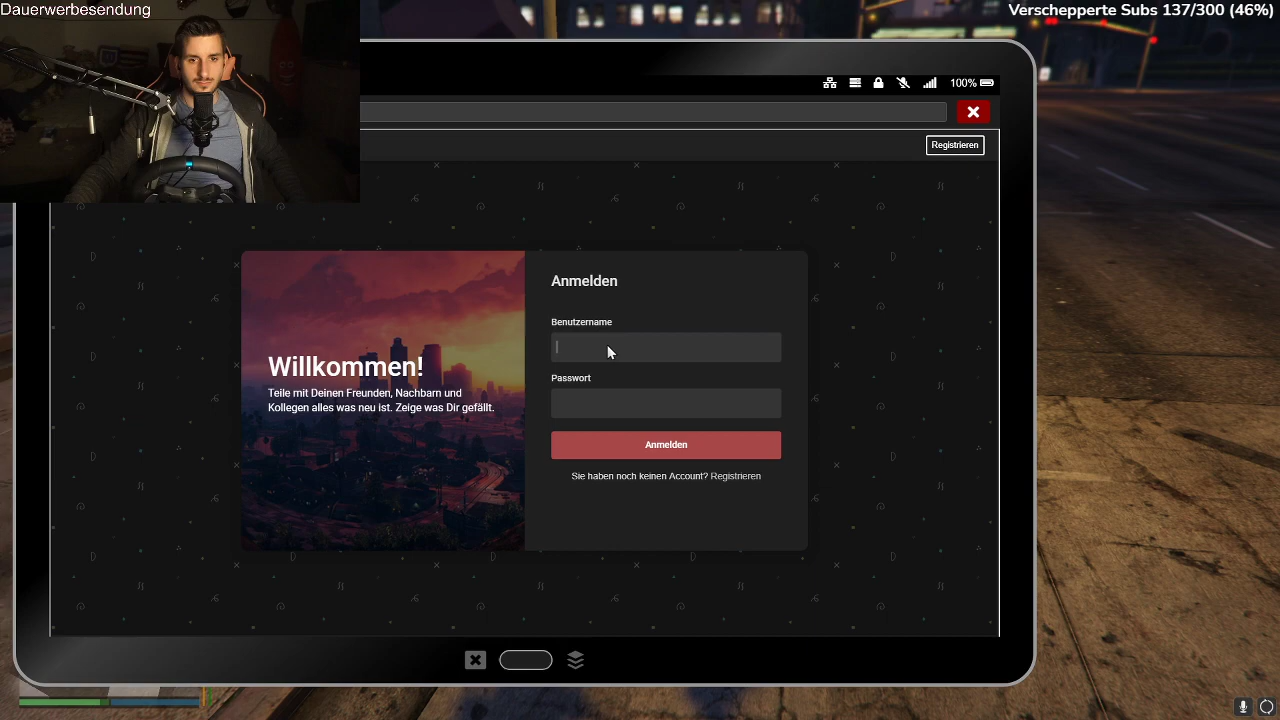 Dauerwerbesendung
Verschepperte Subs 137/300 (46%)
100%
Registrieren
Willkommen!
Teile mit Deinen Freunden, Nachbarn und
Kollegen alles was neu ist. Zeige was Dir gefällt.
Anmelden
Benutzername
Passwort
Anmelden
Sie haben noch keinen Account? Registrieren